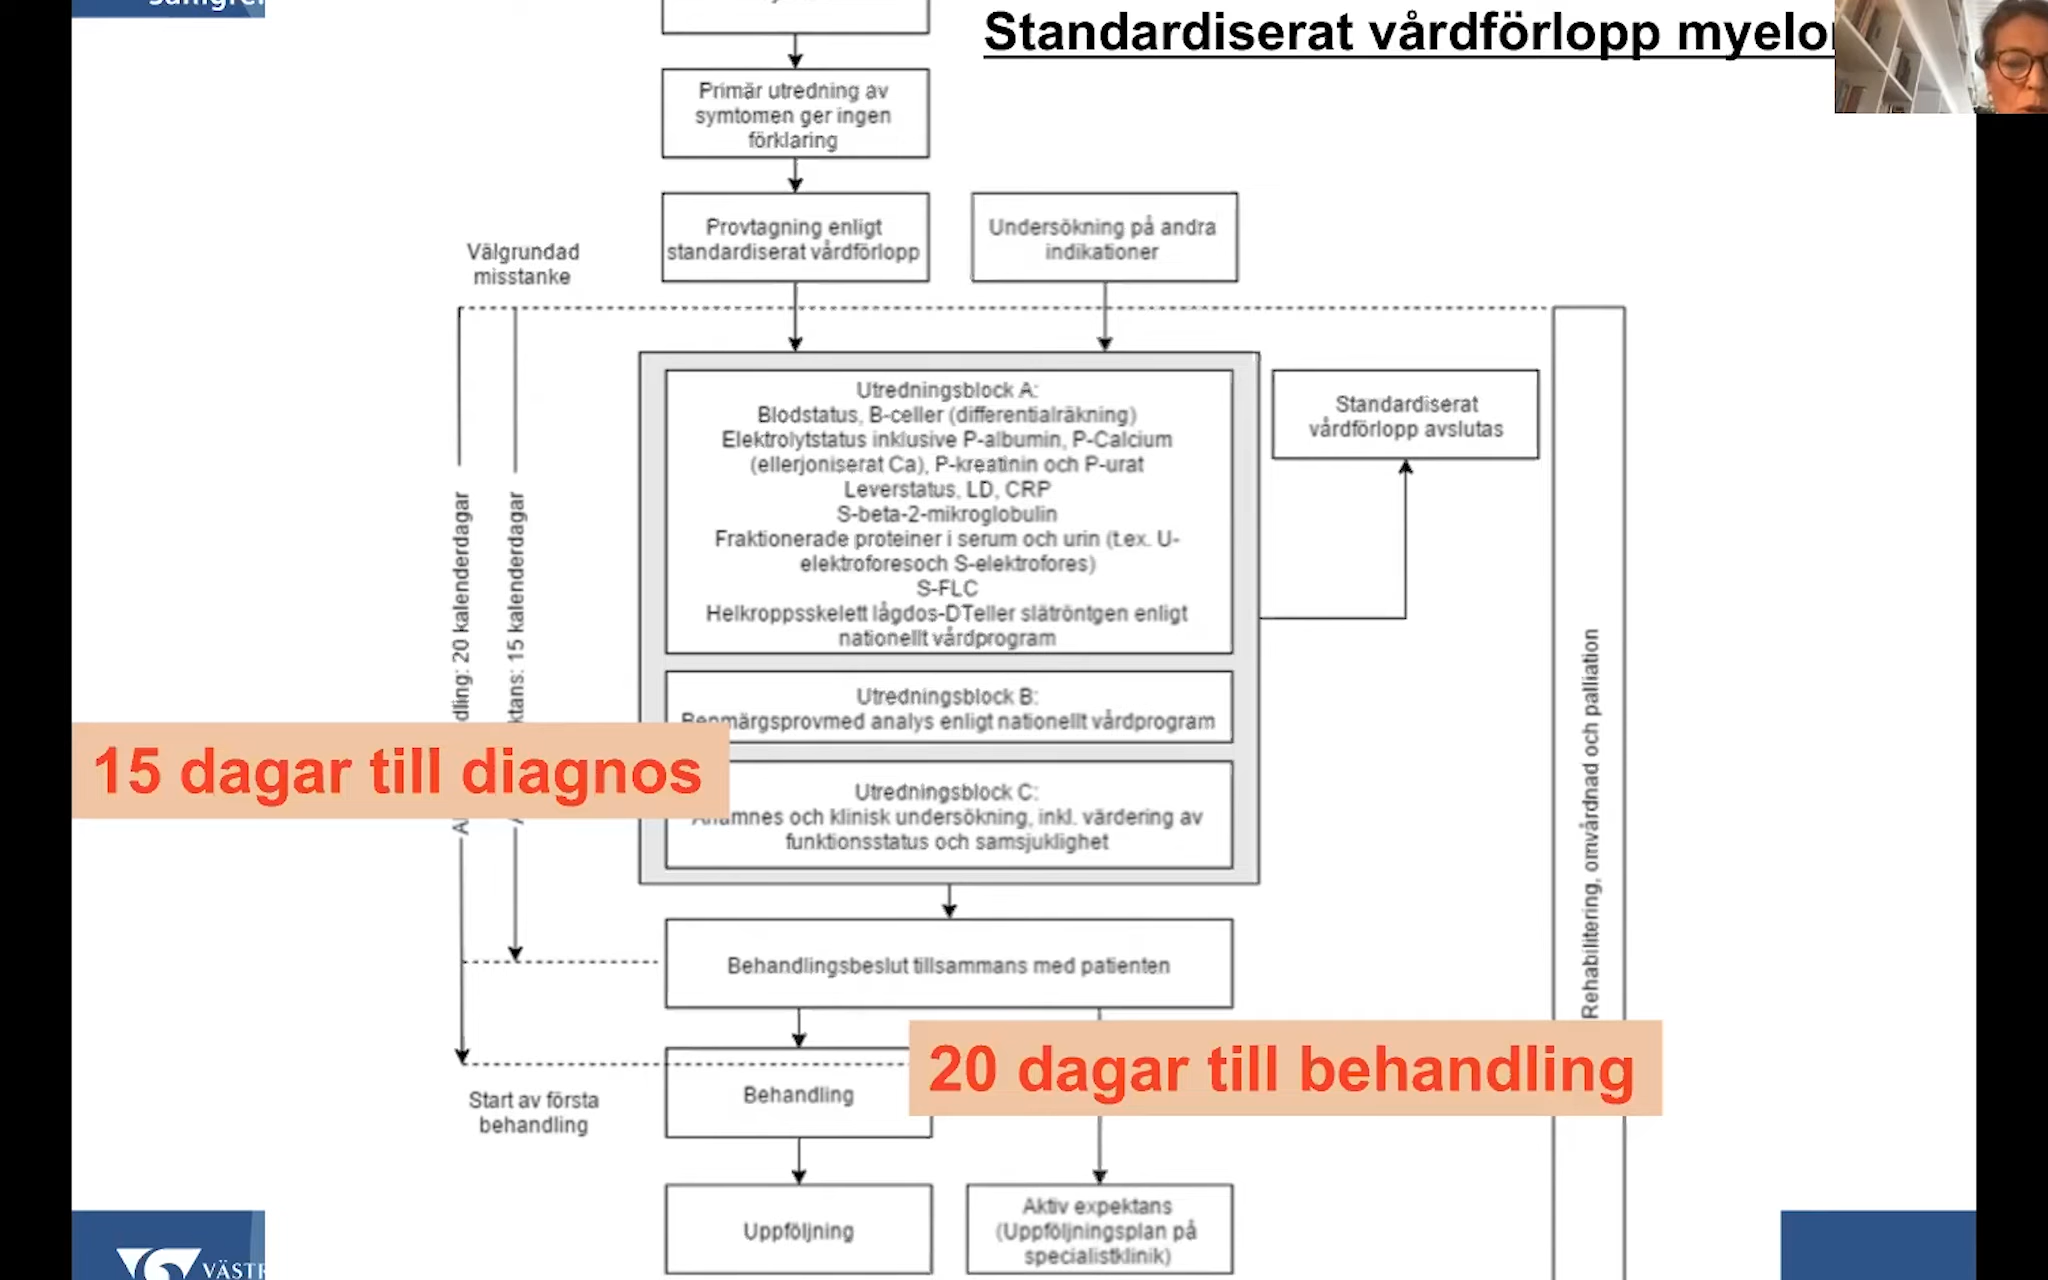 Standardiserat vårdförlopp
Primär utredning av
symtomen ger ingen
förklaring
Provtagning enligt
standardiserat vårdförlopp
Undersökning på andra
indikationer
Välgrundad
misstanke
Utredningsblock A:
Blodstatus, B-celler (differentialräkning)
Elektrolytstatus inklusive P-albumin, P-Calcium
(ellerjoniserat Ca), P-kreatinin och P-urat
Leverstatus, LD, CRP
S-beta-2-mikroglobulin
Fraktionerade proteiner i serum och urin (t.ex. U-
elektroforesoch S-elektrofores)
S-FLC
Helkroppsskelett lågdos-DTeller slätröntgen enligt
nationellt vårdprogram
Standardiserat
vårdförlopp avslutas
20 kalenderdagar
15 kalenderdagar
Utredningsblock B:
Benmärgsprovmed analys enligt nationellt vårdprogram
15 dagar till diagnos
Utredningsblock C:
och klinisk undersökning, inkl. värdering av
funktionsstatus och samsjuklighet
Rehabilitering, omvårdnad och palliation
Behandlingsbeslut tillsammans med patienten
20 dagar till behandling
Behandling
Start av första
behandling
Uppföljning
Aktiv expektans
(Uppföljningsplan på
specialistklinik)